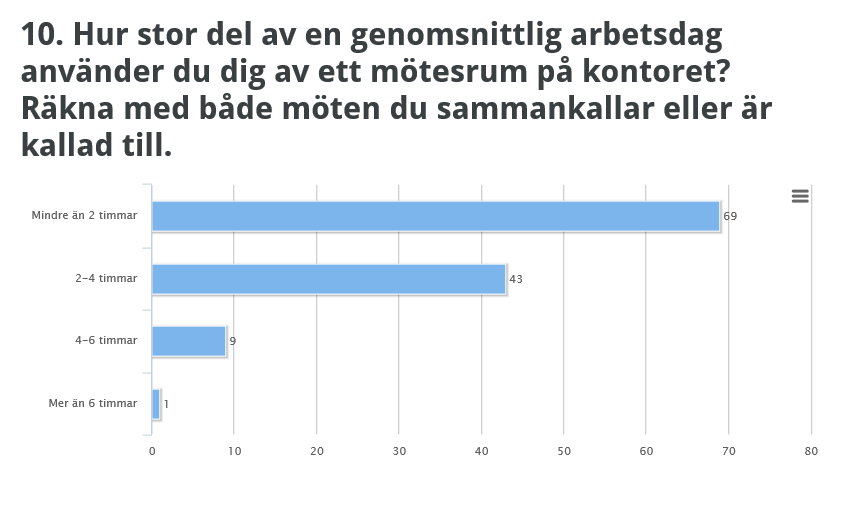 10. Hur stor del av en genomsnittlig arbetsdag
använder du dig av ett mötesrum på kontoret?
Räkna med både möten du sammankallar eller är
kallad till.
Mindre än 2 timmar
69
2-4 timmar
43
4-6 timmar
9
Mer än 6 timmar
1
0 10 20 30 40 50 60 70 80